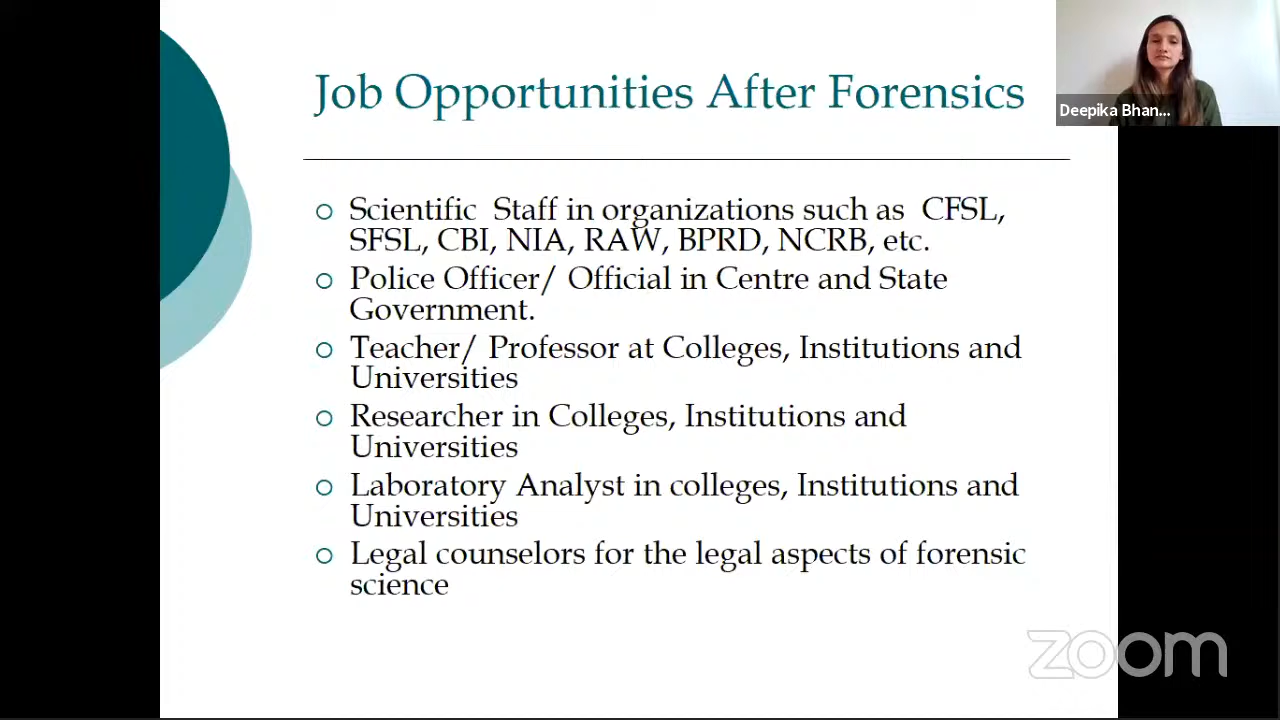 Job Opportunities After Forensics
Deepika Bhan...
Scientific Staff in organizations such as CFSL,
SFSL, CBI, NIA, RAW, BPRD, NCRB, etc.
Police Officer/ Official in Centre and State
Government.
Teacher/ Professor at Colleges, Institutions and
Universities
Researcher in Colleges, Institutions and
Universities
Laboratory Analyst in colleges, Institutions and
Universities
Legal counselors for the legal aspects of forensic
science
zoom